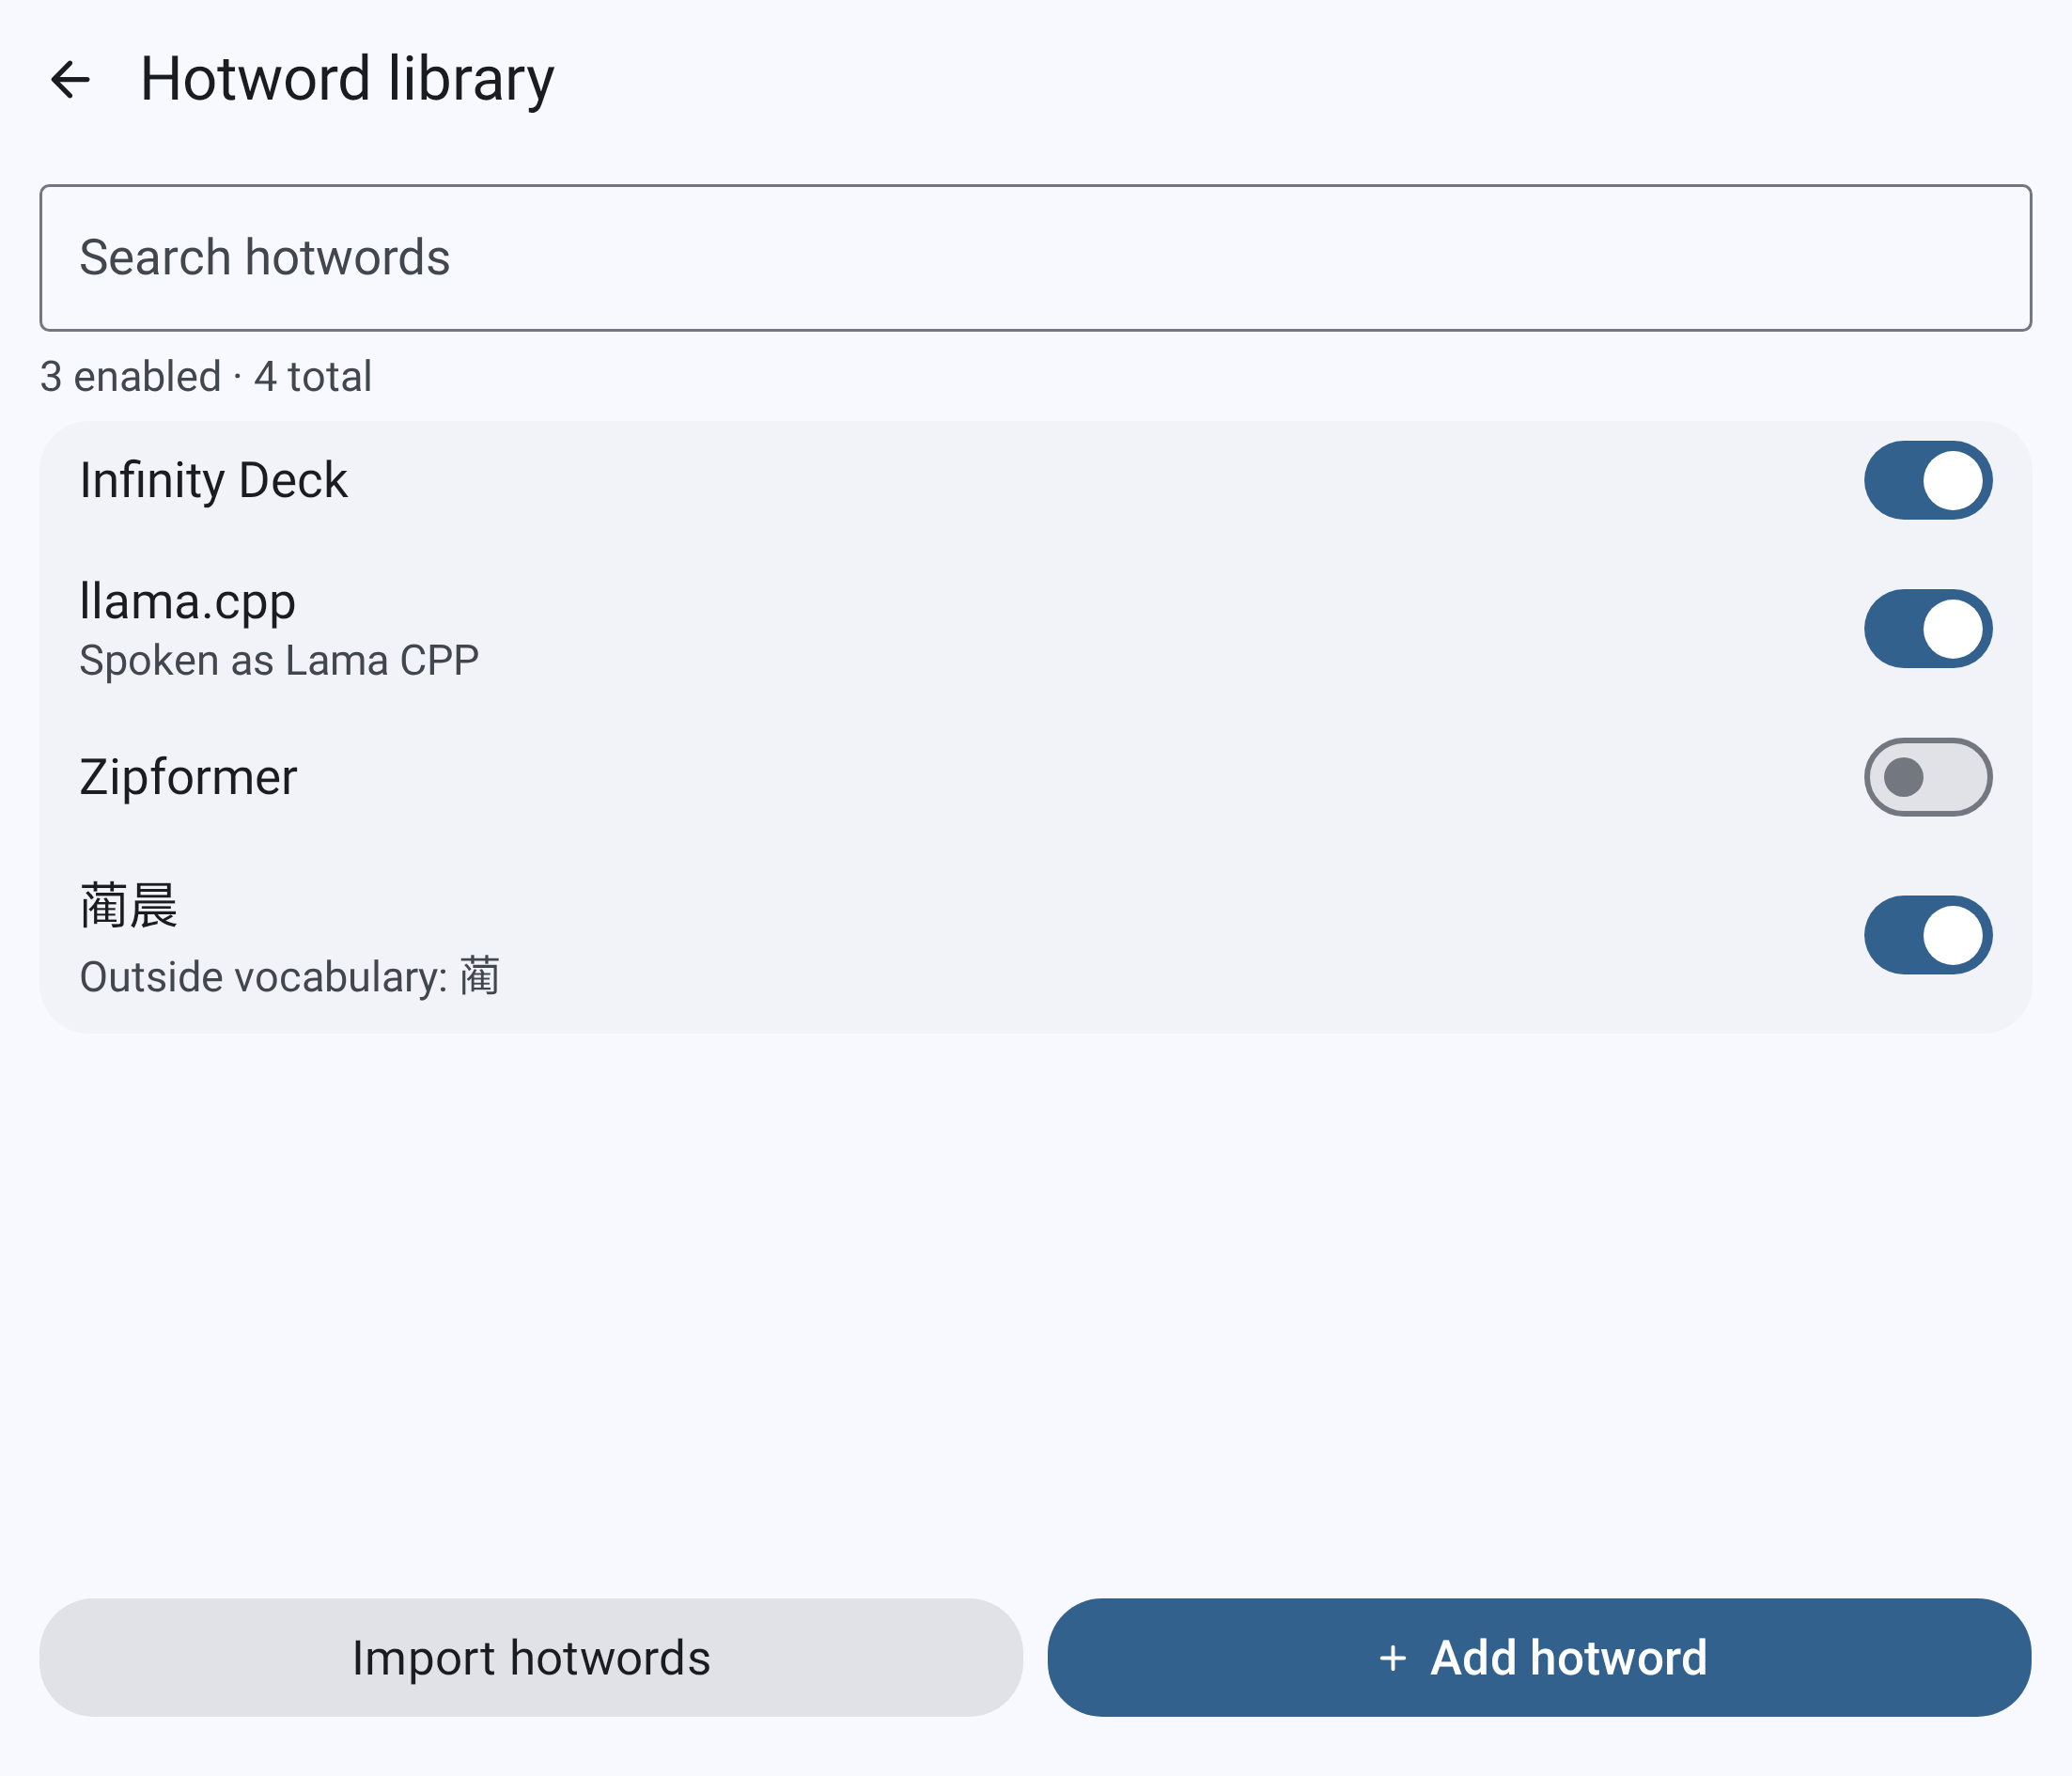 Hotword library
Search hotwords
3 enabled · 4 total
Infinity Deck
llama.cpp
Spoken as Lama CPP
Zipformer
蔺晨
Outside vocabulary: 蔺
Import hotwords
+ Add hotword